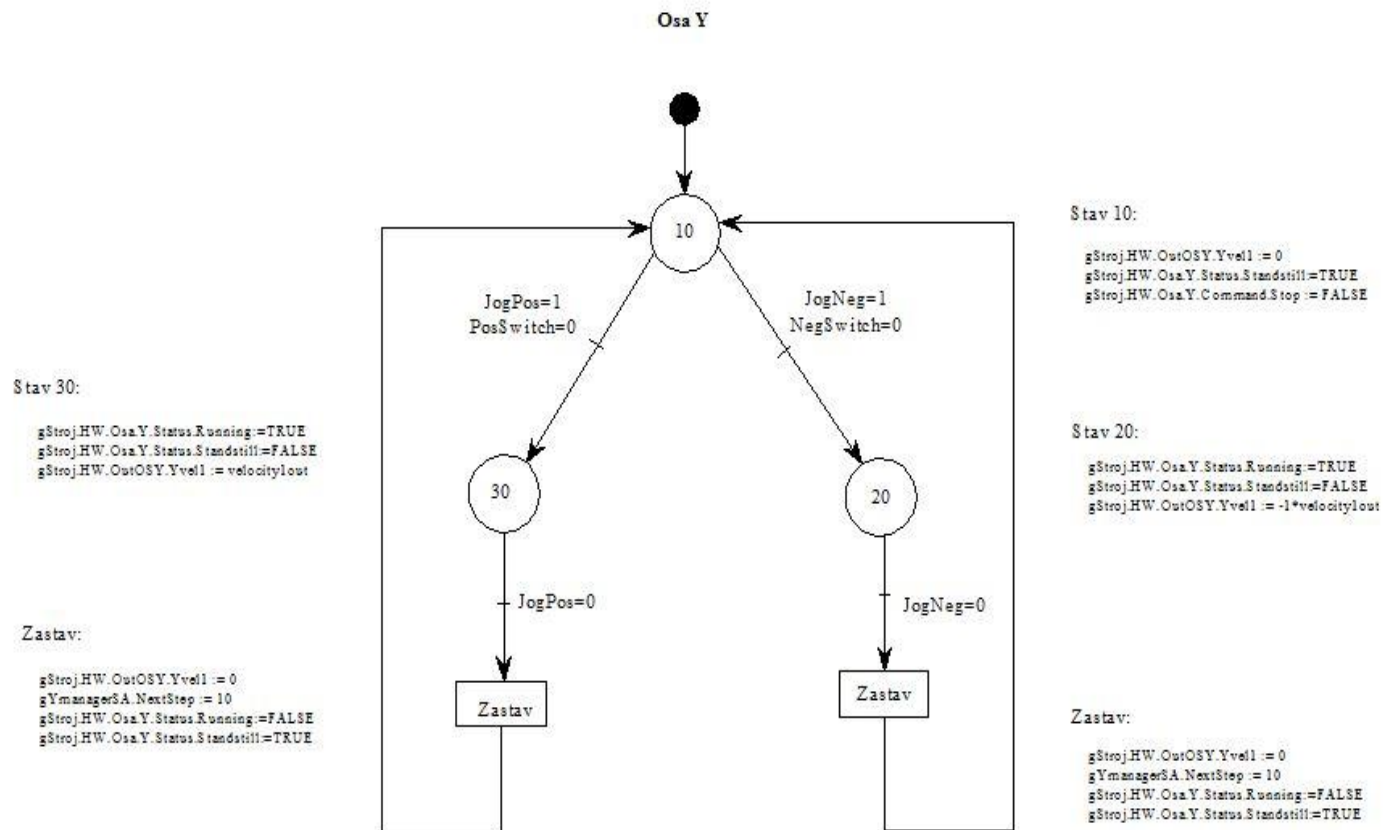 Osa Y
10
JogPos=1
PosSwitch=0
JogNeg=1
NegSwitch=0
Stav 10:
gStroj.HW.OutOSY.Yvel1 := 0
gStroj.HW.Osa.Y.Status.Standstill:=TRUE
gStroj.HW.Osa.Y.Command.Stop := FALSE
Stav 30:
gStroj.HW.Osa.Y.Status.Running:=TRUE
gStroj.HW.Osa.Y.Status.Standstill:=FALSE
gStroj.HW.OutOSY.Yvel1 := velocity1out
30
20
Stav 20:
gStroj.HW.Osa.Y.Status.Running:=TRUE
gStroj.HW.Osa.Y.Status.Standstill:=FALSE
gStroj.HW.OutOSY.Yvel1 := -1*velocity1out
JogPos=0
JogNeg=0
Zastav:
gStroj.HW.OutOSY.Yvel1 := 0
gYmanagerSA.NextStep := 10
gStroj.HW.Osa.Y.Status.Running:=FALSE
gStroj.HW.Osa.Y.Status.Standstill:=TRUE
Zastav
Zastav
Zastav:
gStroj.HW.OutOSY.Yvel1 := 0
gYmanagerSA.NextStep := 10
gStroj.HW.Osa.Y.Status.Running:=FALSE
gStroj.HW.Osa.Y.Status.Standstill:=TRUE